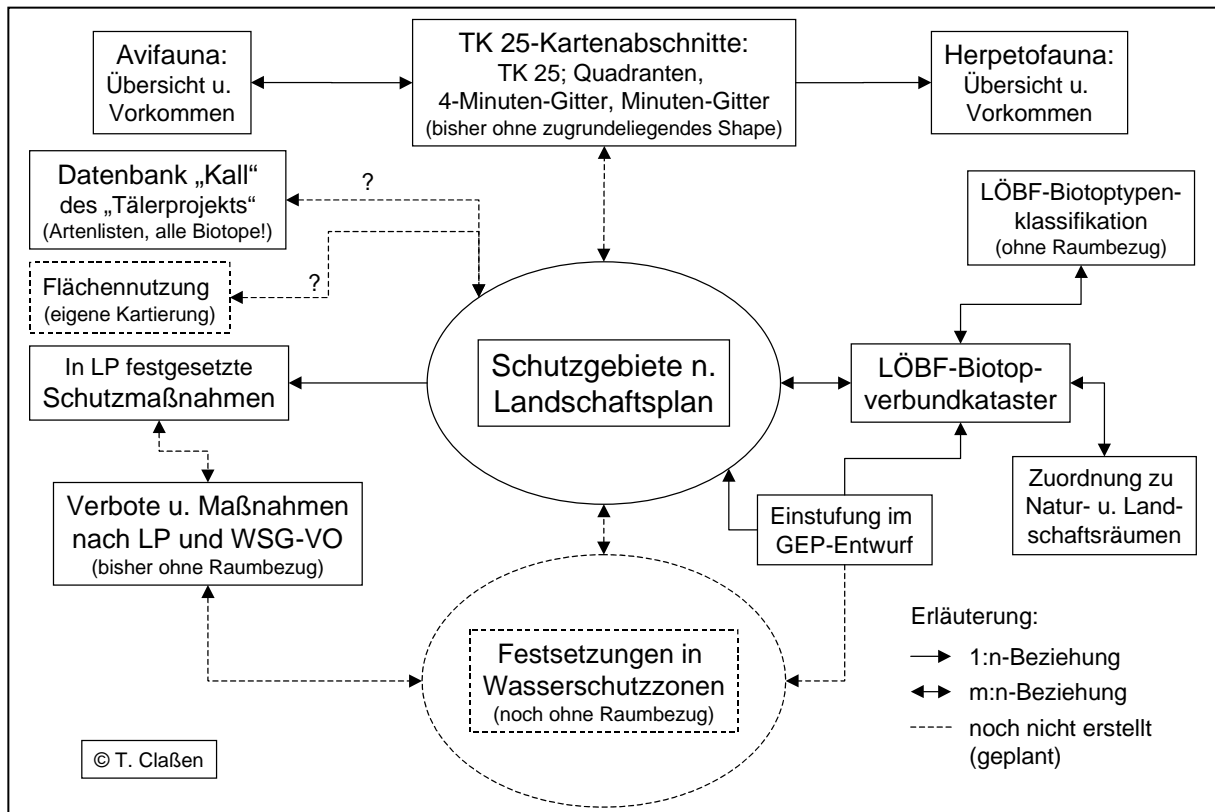 Avifauna:
Übersicht u.
Vorkommen
TK 25-Kartenabschnitte:
TK 25; Quadranten,
4-Minuten-Gitter, Minuten-Gitter
(bisher ohne zugrundeliegendes Shape)
Herpetofauna:
Übersicht u.
Vorkommen
Datenbank „Kall“
des „Tälerprojekts“
(Artenlisten, alle Biotope!)
?
LÖBF-Biotoptypen-
klassifikation
(ohne Raumbezug)
Flächennutzung
(eigene Kartierung)
?
In LP festgesetzte
Schutzmaßnahmen
Schutzgebiete n.
Landschaftsplan
LÖBF-Biotop-
verbundkataster
Verbote u. Maßnahmen
nach LP und WSG-VO
(bisher ohne Raumbezug)
Einstufung im
GEP-Entwurf
Zuordnung zu
Natur- u. Land-
schaftsräumen
Festsetzungen in
Wasserschutzzonen
(noch ohne Raumbezug)
Erläuterung:
1:n-Beziehung
m:n-Beziehung
noch nicht erstellt
(geplant)
© T. Claßen